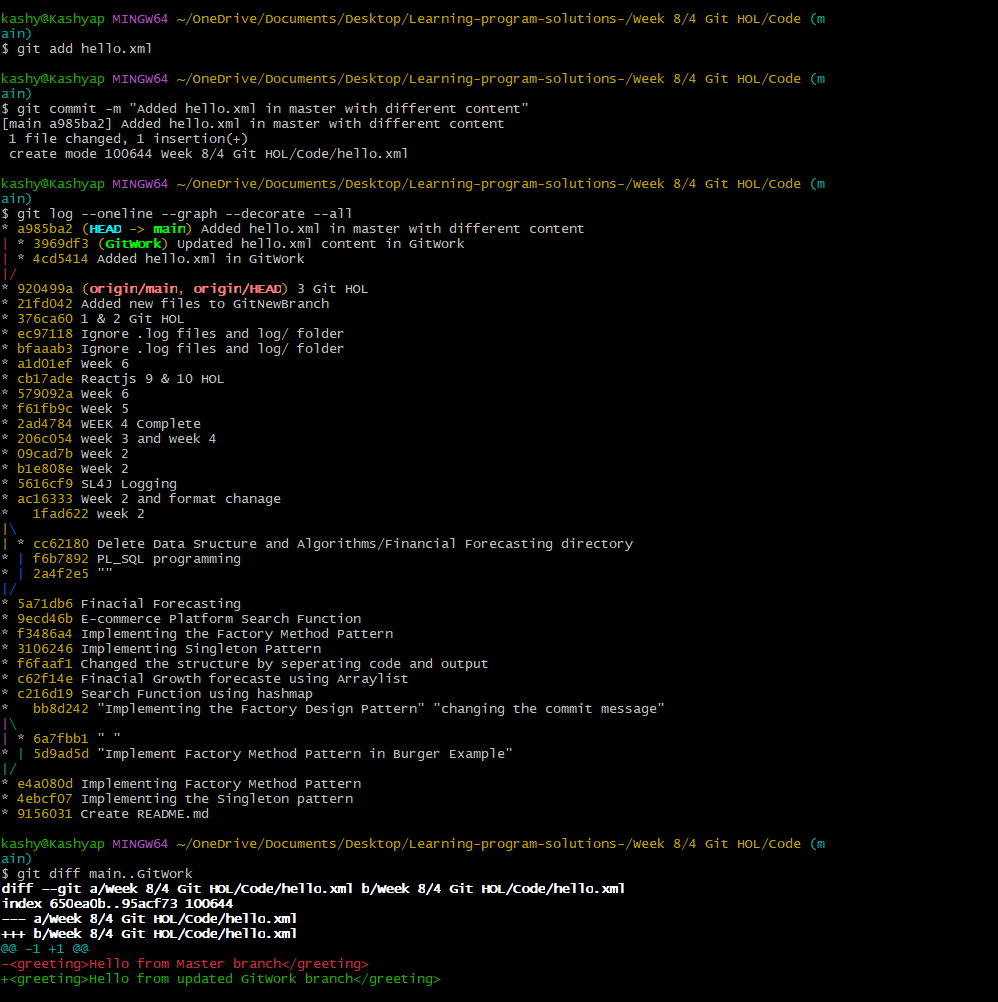 kashy@Kashyap MINGW64 ~/OneDrive/Documents/Desktop/Learning-program-solutions-/Week 8/4 Git HOL/Code (m
ain)
$ git add hello.xml
kashy@Kashyap MINGW64 ~/OneDrive/Documents/Desktop/Learning-program-solutions-/Week 8/4 Git HOL/Code (m
ain)
$ git commit -m "Added hello.xml in master with different content"
[main a985ba2] Added hello.xml in master with different content
 1 file changed, 1 insertion(+)
 create mode 100644 Week 8/4 Git HOL/Code/hello.xml
kashy@Kashyap MINGW64 ~/OneDrive/Documents/Desktop/Learning-program-solutions-/Week 8/4 Git HOL/Code (m
ain)
$ git log --oneline --graph --decorate --all
* a985ba2 (HEAD -> main) Added hello.xml in master with different content
| * 3969df3 (GitWork) Updated hello.xml content in GitWork
| * 4cd5414 Added hello.xml in GitWork
|/
* 920499a (origin/main, origin/HEAD) 3 Git HOL
* 21fd042 Added new files to GitNewBranch
* 376ca60 1 & 2 Git HOL
* ec97118 Ignore .log files and log/ folder
* bfaaab3 Ignore .log files and log/ folder
* a1d01ef Week 6
* cb17ade Reactjs 9 & 10 HOL
* 579092a Week 6
* f61fb9c Week 5
* 2ad4784 WEEK 4 Complete
* 206c054 week 3 and week 4
* 09cad7b Week 2
* b1e808e Week 2
* 5616cf9 SL4J Logging
* ac16333 Week 2 and format chanage
*   1fad622 week 2
|\
| * cc62180 Delete Data Sructure and Algorithms/Financial Forecasting directory
* | f6b7892 PL_SQL programming
* | 2a4f2e5 ""
|/
* 5a71db6 Finacial Forecasting
* 9ecd46b E-commerce Platform Search Function
* f3486a4 Implementing the Factory Method Pattern
* 3106246 Implementing Singleton Pattern
* f6faaf1 Changed the structure by seperating code and output
* c62f14e Finacial Growth forecaste using Arraylist
* c216d19 Search Function using hashmap
*   bb8d242 "Implementing the Factory Design Pattern" "changing the commit message"
|\
| * 6a7fbb1 " "
* | 5d9ad5d "Implement Factory Method Pattern in Burger Example"
|/
* e4a080d Implementing Factory Method Pattern
* 4ebcf07 Implementing the Singleton pattern
* 9156031 Create README.md
kashy@Kashyap MINGW64 ~/OneDrive/Documents/Desktop/Learning-program-solutions-/Week 8/4 Git HOL/Code (m
ain)
$ git diff main..GitWork
diff --git a/Week 8/4 Git HOL/Code/hello.xml b/Week 8/4 Git HOL/Code/hello.xml
index 650ea0b..95acf73 100644
--- a/Week 8/4 Git HOL/Code/hello.xml
+++ b/Week 8/4 Git HOL/Code/hello.xml
@@ -1 +1 @@
-<greeting>Hello from Master branch</greeting>
+<greeting>Hello from updated GitWork branch</greeting>